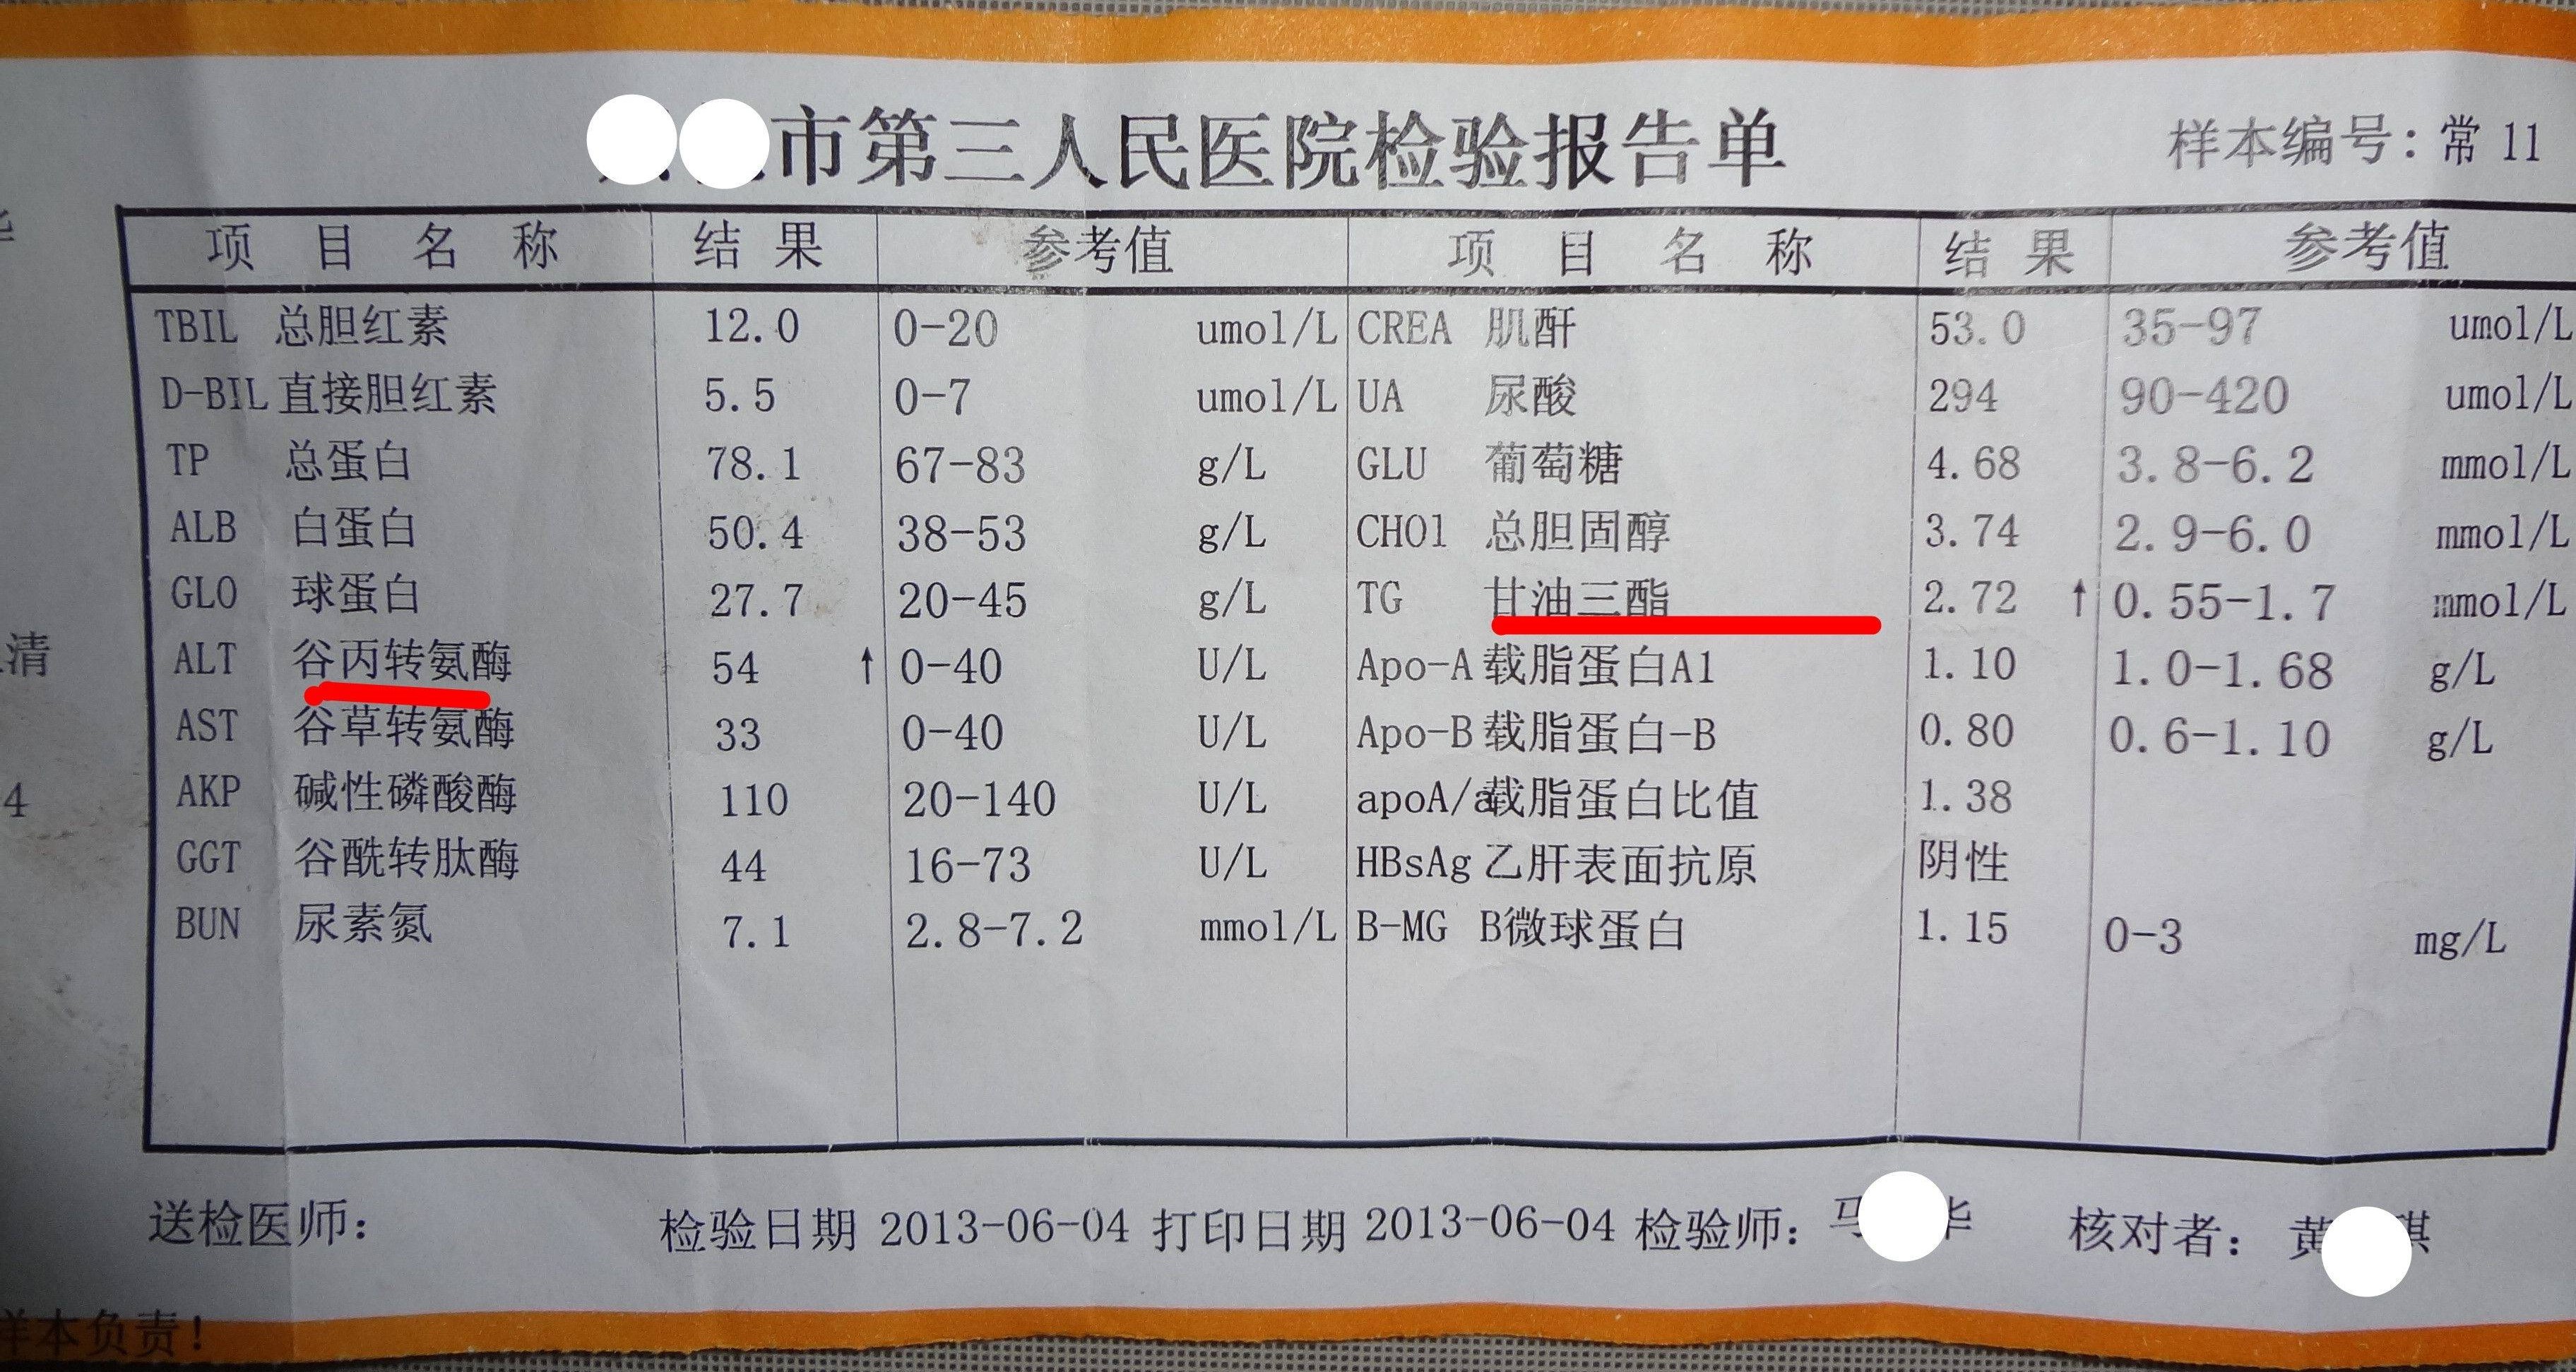 市第三人民医院检验报告单 样本编号:常 11
项目名称 结果 参考值 项目名称 结果 参考值
TBIL 总胆红素 12.0 0-20 umol/L CREA 肌酐 53.0 35-97 umol/L
D-BIL 直接胆红素 5.5 0-7 umol/L UA 尿酸 294 90-420 umol/L
TP 总蛋白 78.1 67-83 g/L GLU 葡萄糖 4.68 3.8-6.2 mmol/L
ALB 白蛋白 50.4 38-53 g/L CHO1 总胆固醇 3.74 2.9-6.0 mmol/L
GLO 球蛋白 27.7 20-45 g/L TG 甘油三酯 2.72 ↑ 0.55-1.7 mmol/L
ALT 谷丙转氨酶 54 ↑ 0-40 U/L Apo-A 载脂蛋白A1 1.10 1.0-1.68 g/L
清
AST 谷草转氨酶 33 0-40 U/L Apo-B 载脂蛋白-B 0.80 0.6-1.10 g/L
4
AKP 碱性磷酸酶 110 20-140 U/L apoA/a载脂蛋白比值 1.38
GGT 谷酰转肽酶 44 16-73 U/L HBsAg 乙肝表面抗原 阴性
BUN 尿素氮 7.1 2.8-7.2 mmol/L B-MG B微球蛋白 1.15 0-3 mg/L
送检医师: 检验日期 2013-06-04 打印日期 2013-06-04 检验师: 马 华 核对者: 黄
样本负责!